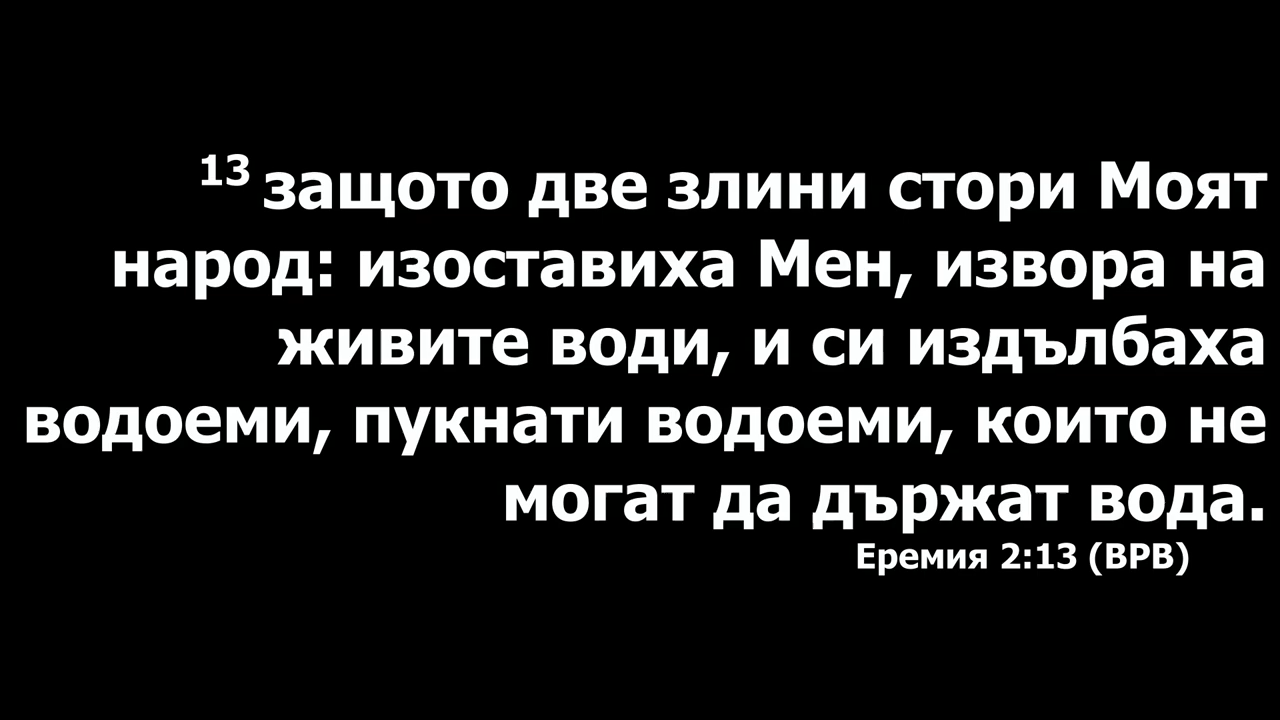 13 защото две злини стори Моят
народ: изоставиха Мен, извора на
живите води, и си издълбаха
водоеми, пукнати водоеми, които не
могат да държат вода.
Еремия 2:13 (ВРВ)